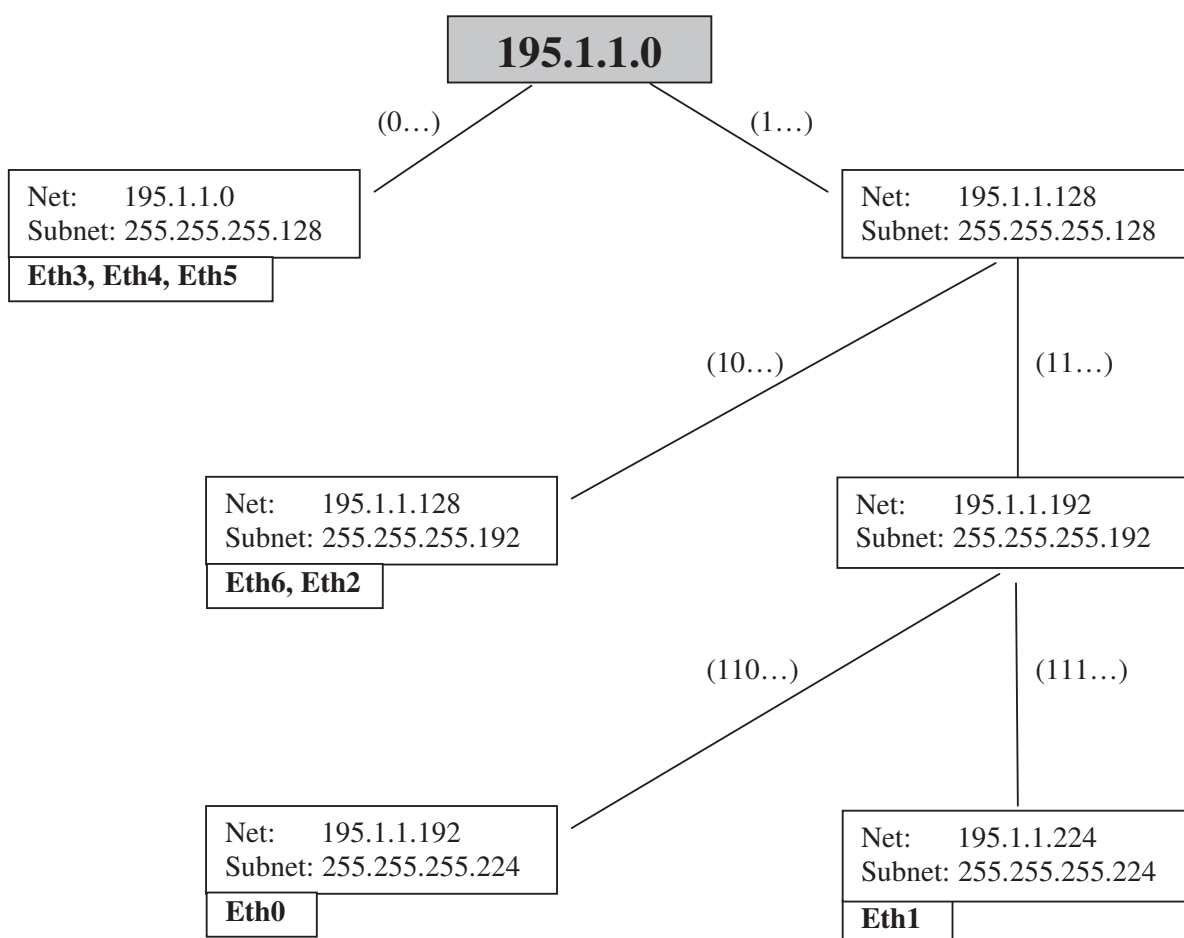 195.1.1.0
(0…)
(1…)
Net: 195.1.1.0
Subnet: 255.255.255.128
Eth3, Eth4, Eth5
Net: 195.1.1.128
Subnet: 255.255.255.128
(10…)
(11…)
Net: 195.1.1.128
Subnet: 255.255.255.192
Eth6, Eth2
Net: 195.1.1.192
Subnet: 255.255.255.192
(110…)
(111…)
Net: 195.1.1.192
Subnet: 255.255.255.224
Eth0
Net: 195.1.1.224
Subnet: 255.255.255.224
Eth1